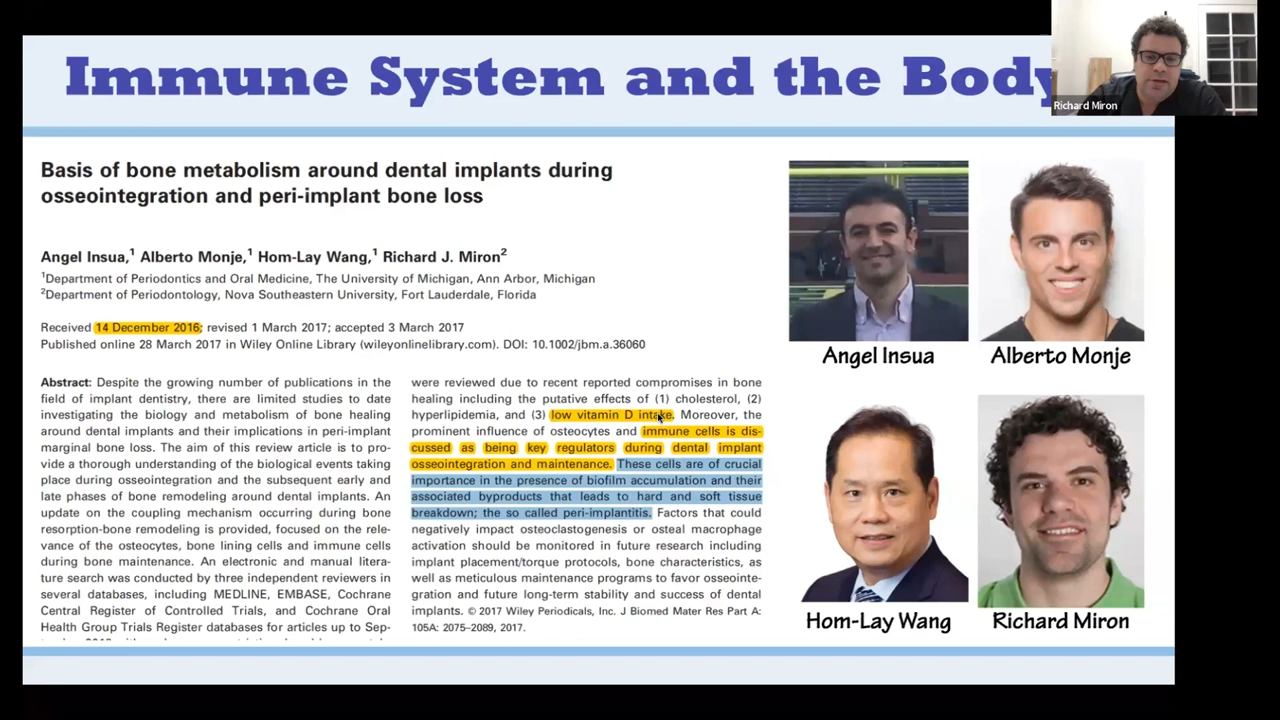 Immune System and the Body
Richard Miron
Basis of bone metabolism around dental implants during
osseointegration and peri-implant bone loss
Angel Insua,1 Alberto Monje,1 Hom-Lay Wang,1 Richard J. Miron2
1Department of Periodontics and Oral Medicine, The University of Michigan, Ann Arbor, Michigan
2Department of Periodontology, Nova Southeastern University, Fort Lauderdale, Florida
Received 14 December 2016; revised 1 March 2017; accepted 3 March 2017
Published online 28 March 2017 in Wiley Online Library (wileyonlinelibrary.com). DOI: 10.1002/jbm.a.36060
Abstract: Despite the growing number of publications in the
field of implant dentistry, there are limited studies to date
investigating the biology and metabolism of bone healing
around dental implants and their implications in peri-implant
marginal bone loss. The aim of this review article is to pro-
vide a thorough understanding of the biological events taking
place during osseointegration and the subsequent early and
late phases of bone remodeling around dental implants. An
update on the coupling mechanism occurring during bone
resorption-bone remodeling is provided, focused on the rele-
vance of the osteocytes, bone lining cells and immune cells
during bone maintenance. An electronic and manual litera-
ture search was conducted by three independent reviewers in
several databases, including MEDLINE, EMBASE, Cochrane
Central Register of Controlled Trials, and Cochrane Oral
Health Group Trials Register databases for articles up to Sep-
were reviewed due to recent reported compromises in bone
healing including the putative effects of (1) cholesterol, (2)
hyperlipidemia, and (3) low vitamin D intake. Moreover, the
prominent influence of osteocytes and immune cells is dis-
cussed as being key regulators during dental implant
osseointegration and maintenance. These cells are of crucial
importance in the presence of biofilm accumulation and their
associated byproducts that leads to hard and soft tissue
breakdown; the so called peri-implantitis. Factors that could
negatively impact osteoclastogenesis or osteal macrophage
activation should be monitored in future research including
implant placement/torque protocols, bone characteristics, as
well as meticulous maintenance programs to favor osseointe-
gration and future long-term stability and success of dental
implants. © 2017 Wiley Periodicals, Inc. J Biomed Mater Res Part A:
105A: 2075–2089, 2017.
Angel Insua
Alberto Monje
Hom-Lay Wang
Richard Miron